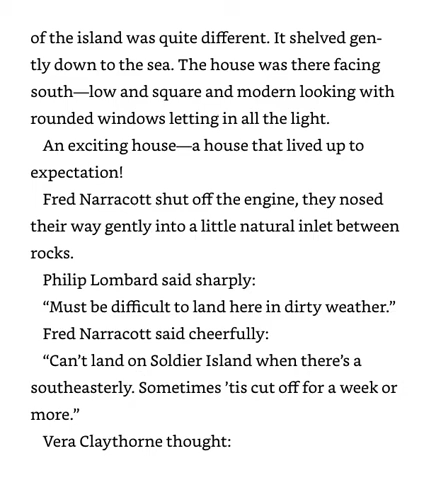 of the island was quite different. It shelved gen-
tly down to the sea. The house was there facing
south—low and square and modern looking with
rounded windows letting in all the light.
An exciting house—a house that lived up to
expectation!
Fred Narracott shut off the engine, they nosed
their way gently into a little natural inlet between
rocks.
Philip Lombard said sharply:
“Must be difficult to land here in dirty weather.”
Fred Narracott said cheerfully:
“Can’t land on Soldier Island when there’s a
southeasterly. Sometimes ’tis cut off for a week or
more.”
Vera Claythorne thought: